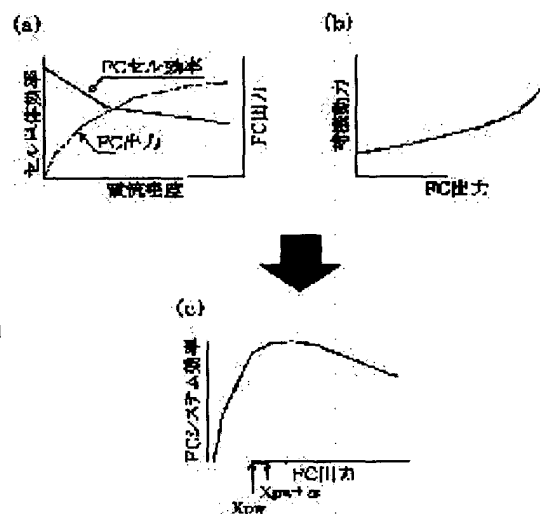 (a)
FCセル効率
セル単体効率
FC出力
FC出力
電流密度
(b)
補機動力
FC出力
(c)
FCシステム効率
FC出力
Xpw+α
Xpw